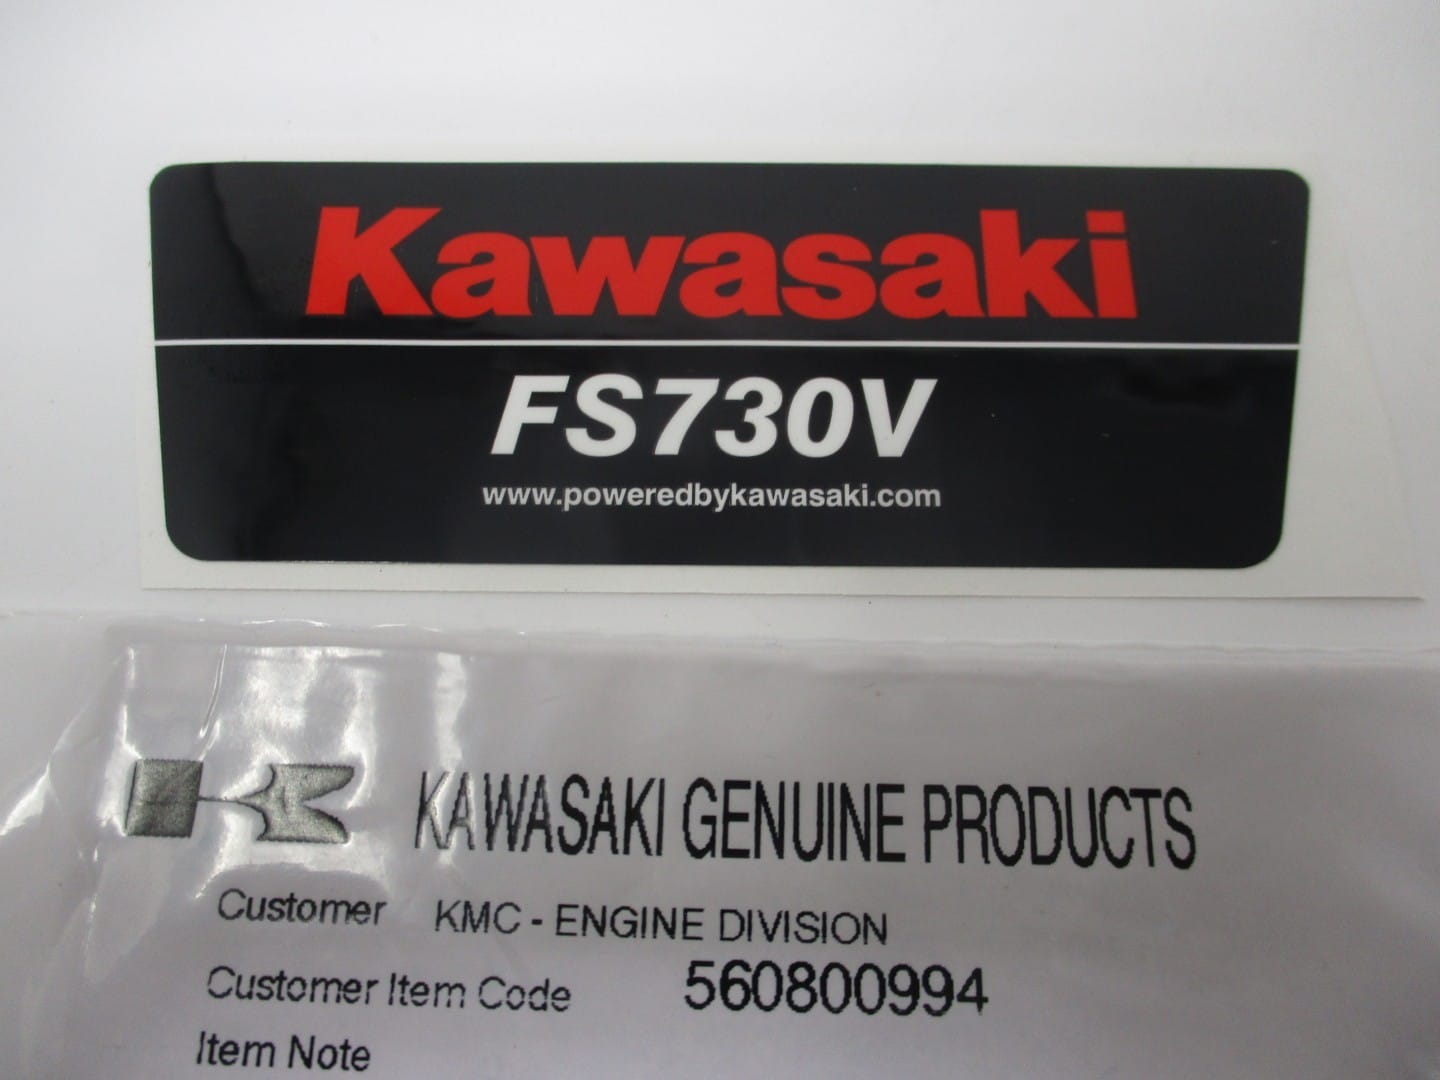 Kawasaki
FS730V
www.poweredbykawasaki.com
KAWASAKI GENUINE PRODUCTS
Customer KMC - ENGINE DIVISION
Customer Item Code 560800994
Item Note